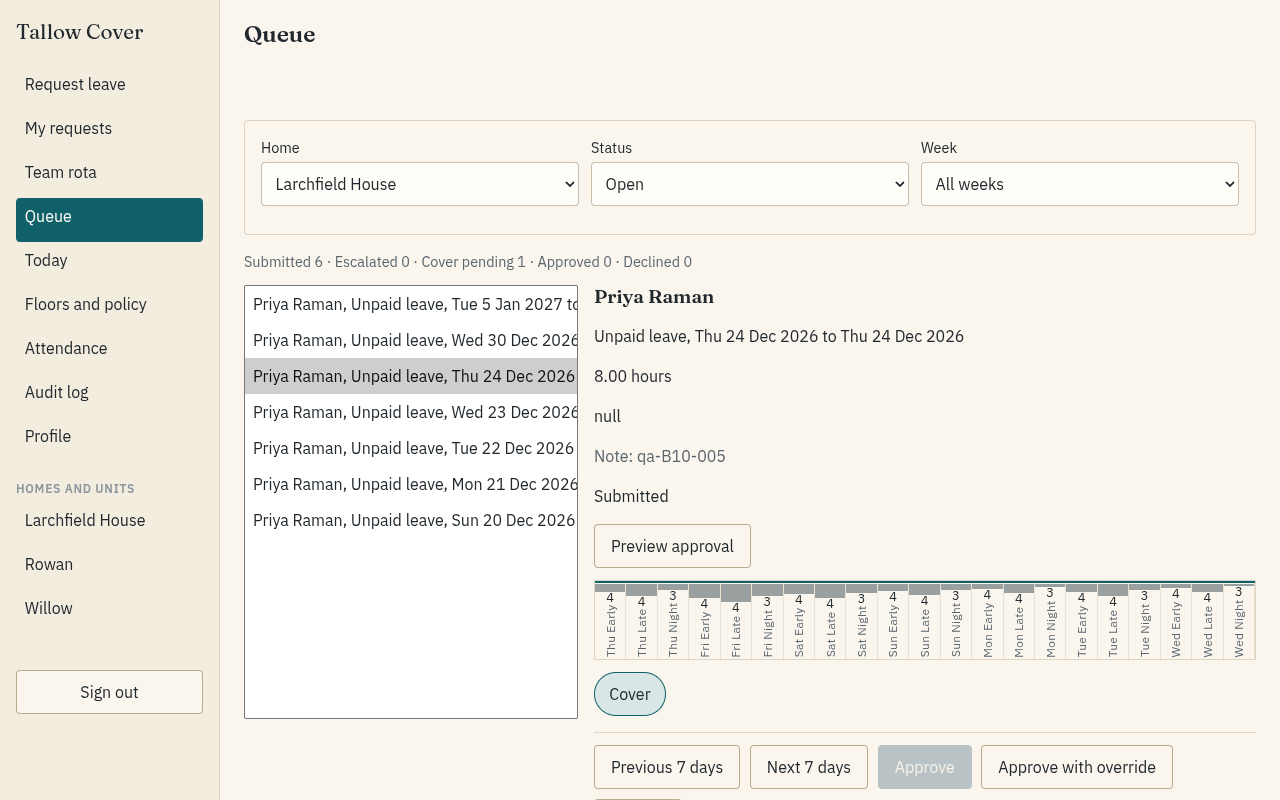 Tallow Cover
Request leave
My requests
Team rota
Queue
Today
Floors and policy
Attendance
Audit log
Profile
HOMES AND UNITS
Larchfield House
Rowan
Willow
Sign out
Queue
Home
Larchfield House
Status
Open
Week
All weeks
Submitted 6 · Escalated 0 · Cover pending 1 · Approved 0 · Declined 0
Priya Raman, Unpaid leave, Tue 5 Jan 2027 to
Priya Raman, Unpaid leave, Wed 30 Dec 2026
Priya Raman, Unpaid leave, Thu 24 Dec 2026
Priya Raman, Unpaid leave, Wed 23 Dec 2026
Priya Raman, Unpaid leave, Tue 22 Dec 2026
Priya Raman, Unpaid leave, Mon 21 Dec 2026
Priya Raman, Unpaid leave, Sun 20 Dec 2026
Priya Raman
Unpaid leave, Thu 24 Dec 2026 to Thu 24 Dec 2026
8.00 hours
null
Note: qa-B10-005
Submitted
Preview approval
4 Thu Early
4 Thu Late
3 Thu Night
4 Fri Early
4 Fri Late
3 Fri Night
4 Sat Early
4 Sat Late
3 Sat Night
4 Sun Early
4 Sun Late
3 Sun Night
4 Mon Early
4 Mon Late
3 Mon Night
4 Tue Early
4 Tue Late
3 Tue Night
4 Wed Early
4 Wed Late
3 Wed Night
Cover
Previous 7 days
Next 7 days
Approve
Approve with override